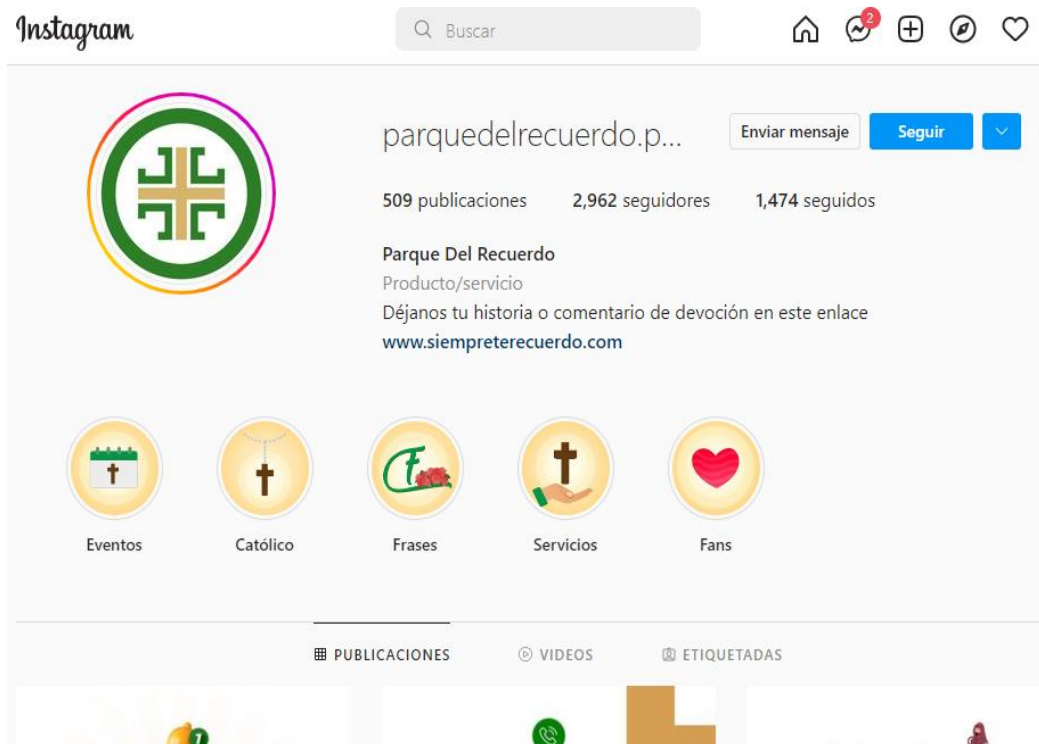 Instagram
Buscar
2
parquedelrecuerdo.p...
Enviar mensaje
Seguir
509 publicaciones 2,962 seguidores 1,474 seguidos
Parque Del Recuerdo
Producto/servicio
Déjanos tu historia o comentario de devoción en este enlace
www.siempreterecuerdo.com
F
Eventos Católico Frases Servicios Fans
PUBLICACIONES VIDEOS ETIQUETADAS
1